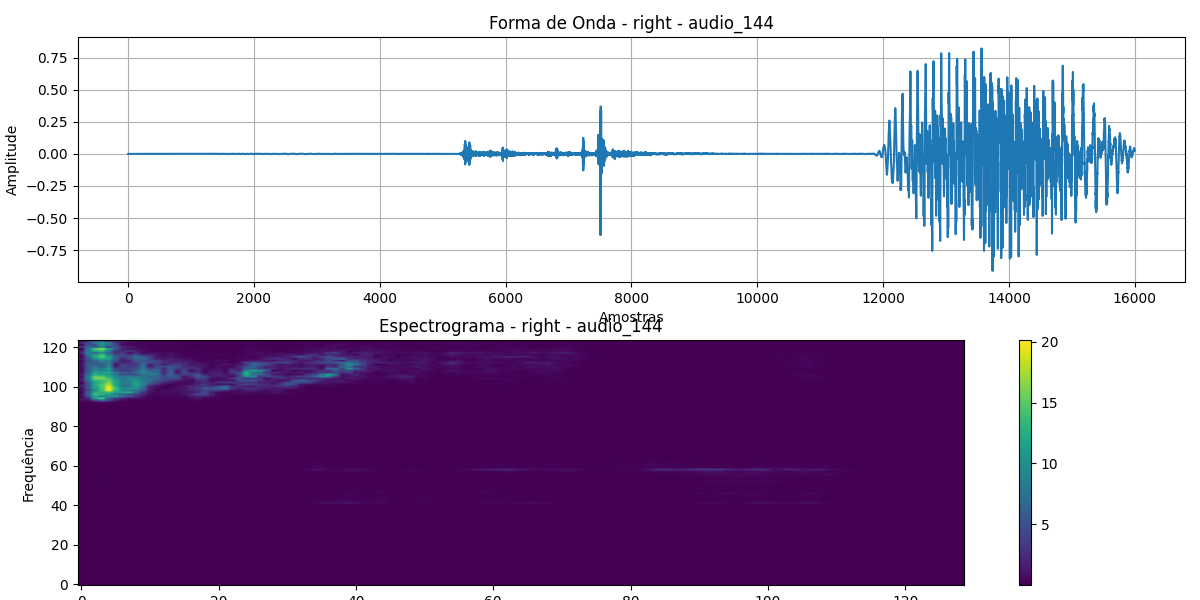 Forma de Onda - right - audio_144
0.75
0.50
0.25
0.00
−0.25
−0.50
−0.75
Amplitude
0 2000 4000 6000 8000 10000 12000 14000 16000
Amostras
Espectrograma - right - audio_144
120
100
80
60
40
20
0
Frequência
0 20 40 60 80 100 120
20
15
10
5